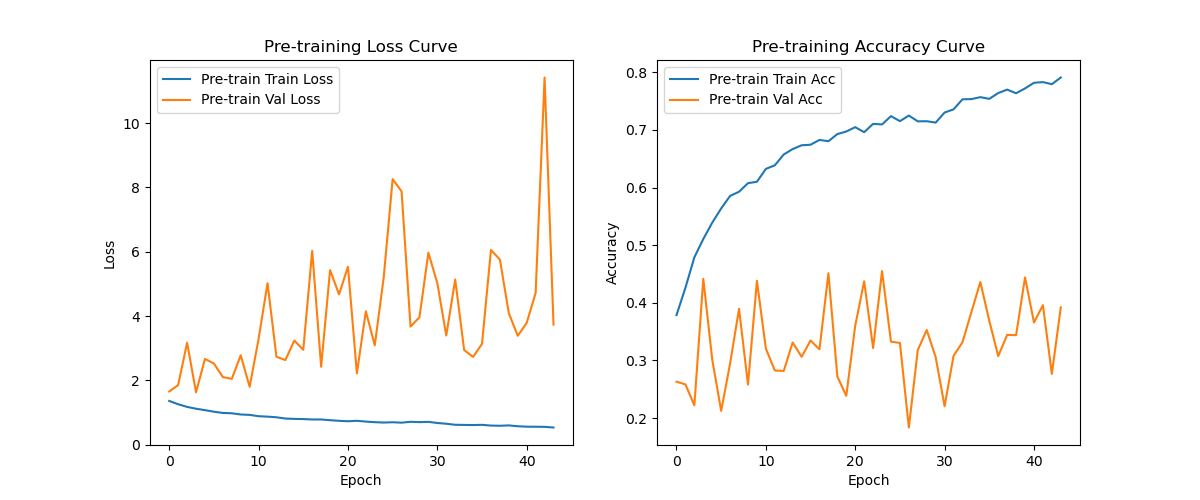 Pre-training Loss Curve
Pre-train Train Loss
Pre-train Val Loss
10
8
6
4
2
0
Loss
0 10 20 30 40
Epoch
Pre-training Accuracy Curve
Pre-train Train Acc
Pre-train Val Acc
0.8
0.7
0.6
0.5
0.4
0.3
0.2
Accuracy
0 10 20 30 40
Epoch